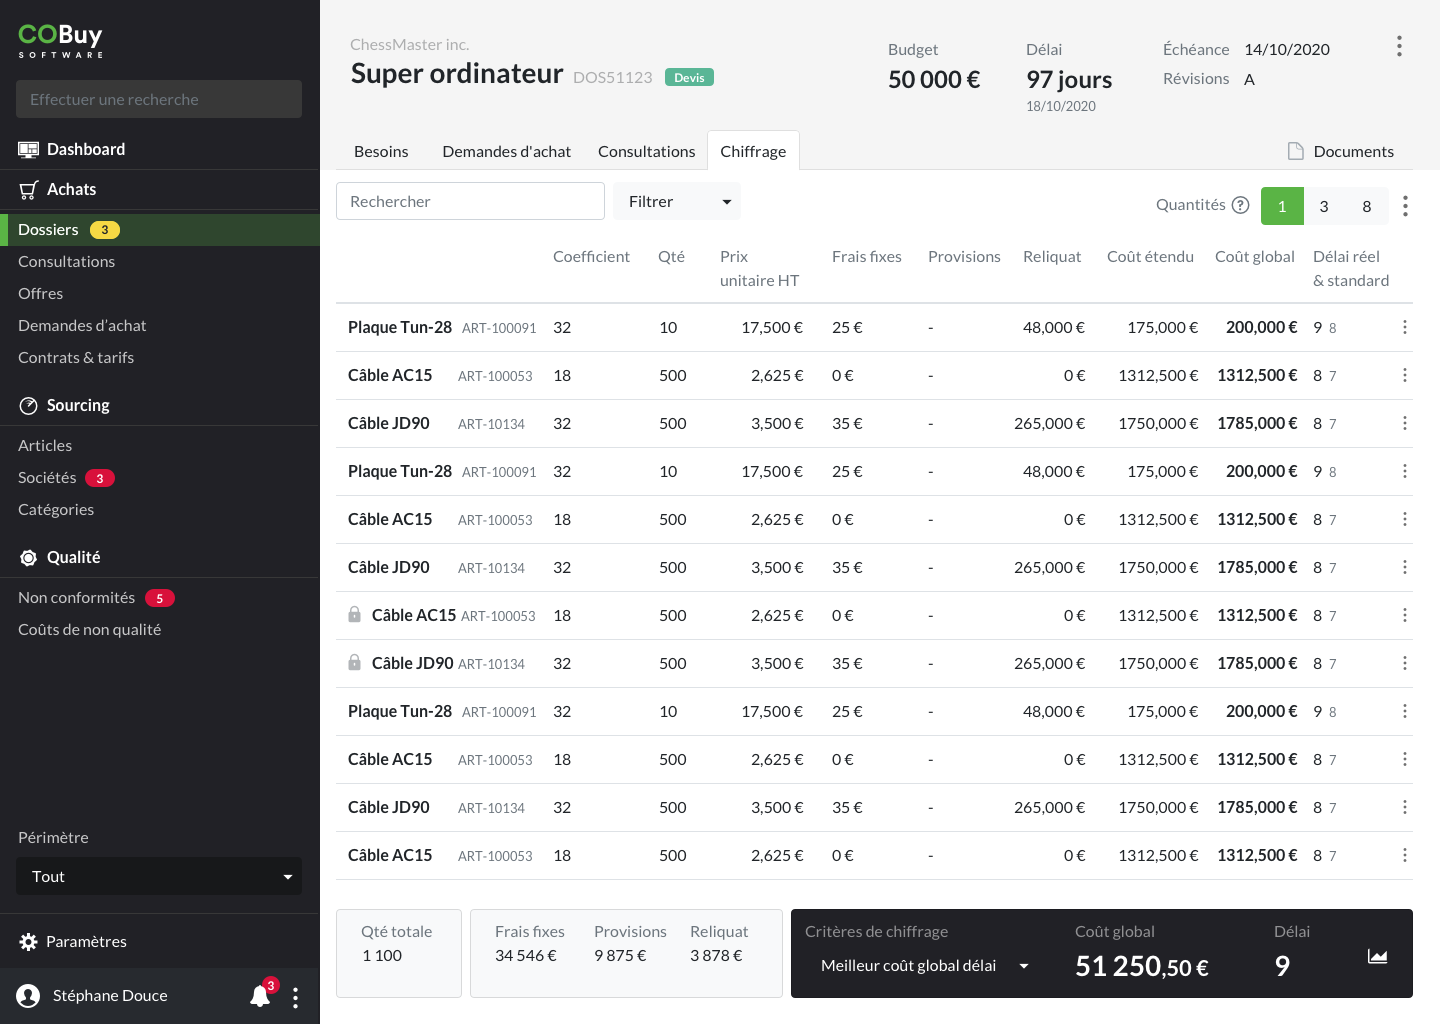 COBuy
SOFTWARE
Effectuer une recherche
Dashboard
Achats
Dossiers 3
Consultations
Offres
Demandes d’achat
Contrats & tarifs
Sourcing
Articles
Sociétés 3
Catégories
Qualité
Non conformités 5
Coûts de non qualité
Périmètre
Tout
Paramètres
Stéphane Douce 3
ChessMaster inc.
Super ordinateur DOS51123 Devis
Budget
50 000 €
Délai
97 jours
18/10/2020
Échéance 14/10/2020
Révisions A
Besoins Demandes d'achat Consultations Chiffrage Documents
Rechercher Filtrer Quantités ? 1 3 8
Coefficient Qté Prix unitaire HT Frais fixes Provisions Reliquat Coût étendu Coût global Délai réel & standard
Plaque Tun-28 ART-100091 32 10 17,500 € 25 € - 48,000 € 175,000 € 200,000 € 9 8
Câble AC15 ART-100053 18 500 2,625 € 0 € - 0 € 1312,500 € 1312,500 € 8 7
Câble JD90 ART-10134 32 500 3,500 € 35 € - 265,000 € 1750,000 € 1785,000 € 8 7
Plaque Tun-28 ART-100091 32 10 17,500 € 25 € - 48,000 € 175,000 € 200,000 € 9 8
Câble AC15 ART-100053 18 500 2,625 € 0 € - 0 € 1312,500 € 1312,500 € 8 7
Câble JD90 ART-10134 32 500 3,500 € 35 € - 265,000 € 1750,000 € 1785,000 € 8 7
Câble AC15 ART-100053 18 500 2,625 € 0 € - 0 € 1312,500 € 1312,500 € 8 7
Câble JD90 ART-10134 32 500 3,500 € 35 € - 265,000 € 1750,000 € 1785,000 € 8 7
Plaque Tun-28 ART-100091 32 10 17,500 € 25 € - 48,000 € 175,000 € 200,000 € 9 8
Câble AC15 ART-100053 18 500 2,625 € 0 € - 0 € 1312,500 € 1312,500 € 8 7
Câble JD90 ART-10134 32 500 3,500 € 35 € - 265,000 € 1750,000 € 1785,000 € 8 7
Câble AC15 ART-100053 18 500 2,625 € 0 € - 0 € 1312,500 € 1312,500 € 8 7
Qté totale
1 100
Frais fixes Provisions Reliquat
34 546 € 9 875 € 3 878 €
Critères de chiffrage Coût global Délai
Meilleur coût global délai 51 250,50 € 9